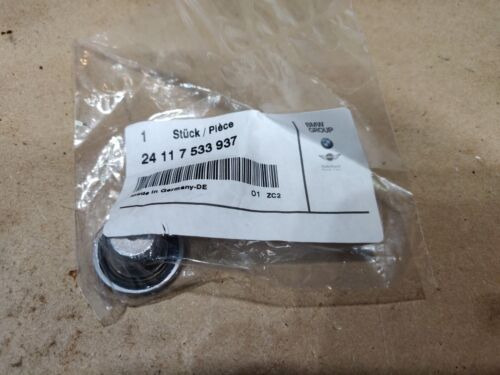 1 Stück / Pièce
24 11 7 533 937
Made in Germany-DE 01 ZC2
BMW
GROUP